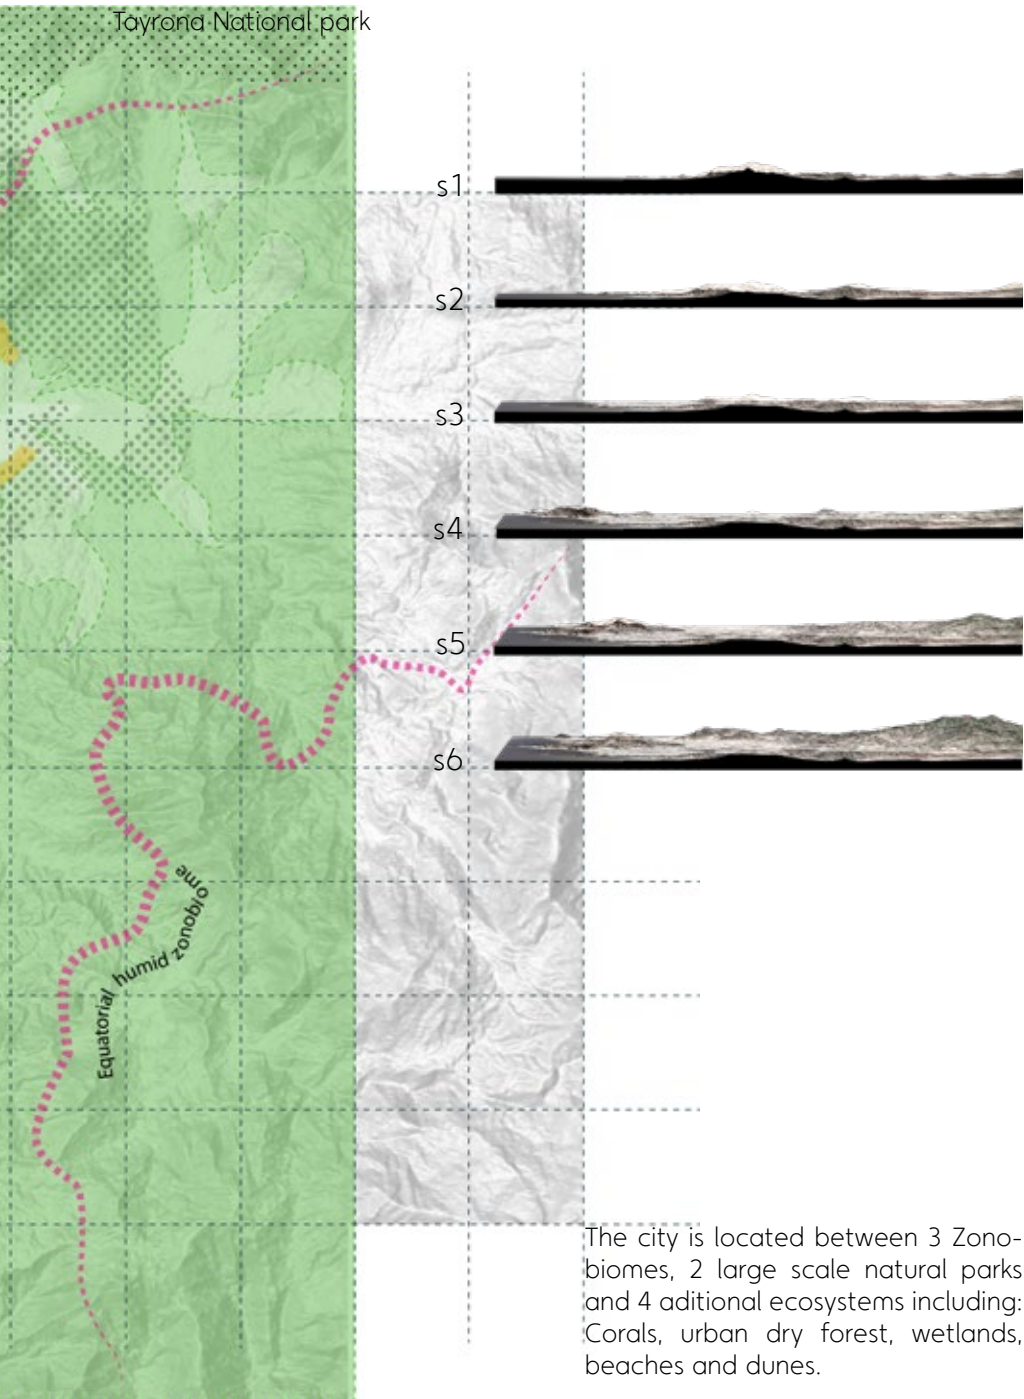 Tayrona National park
s1
s2
s3
s4
s5
s6
Equatorial humid zonobiome
The city is located between 3 Zono-
biomes, 2 large scale natural parks
and 4 aditional ecosystems including:
Corals, urban dry forest, wetlands,
beaches and dunes.